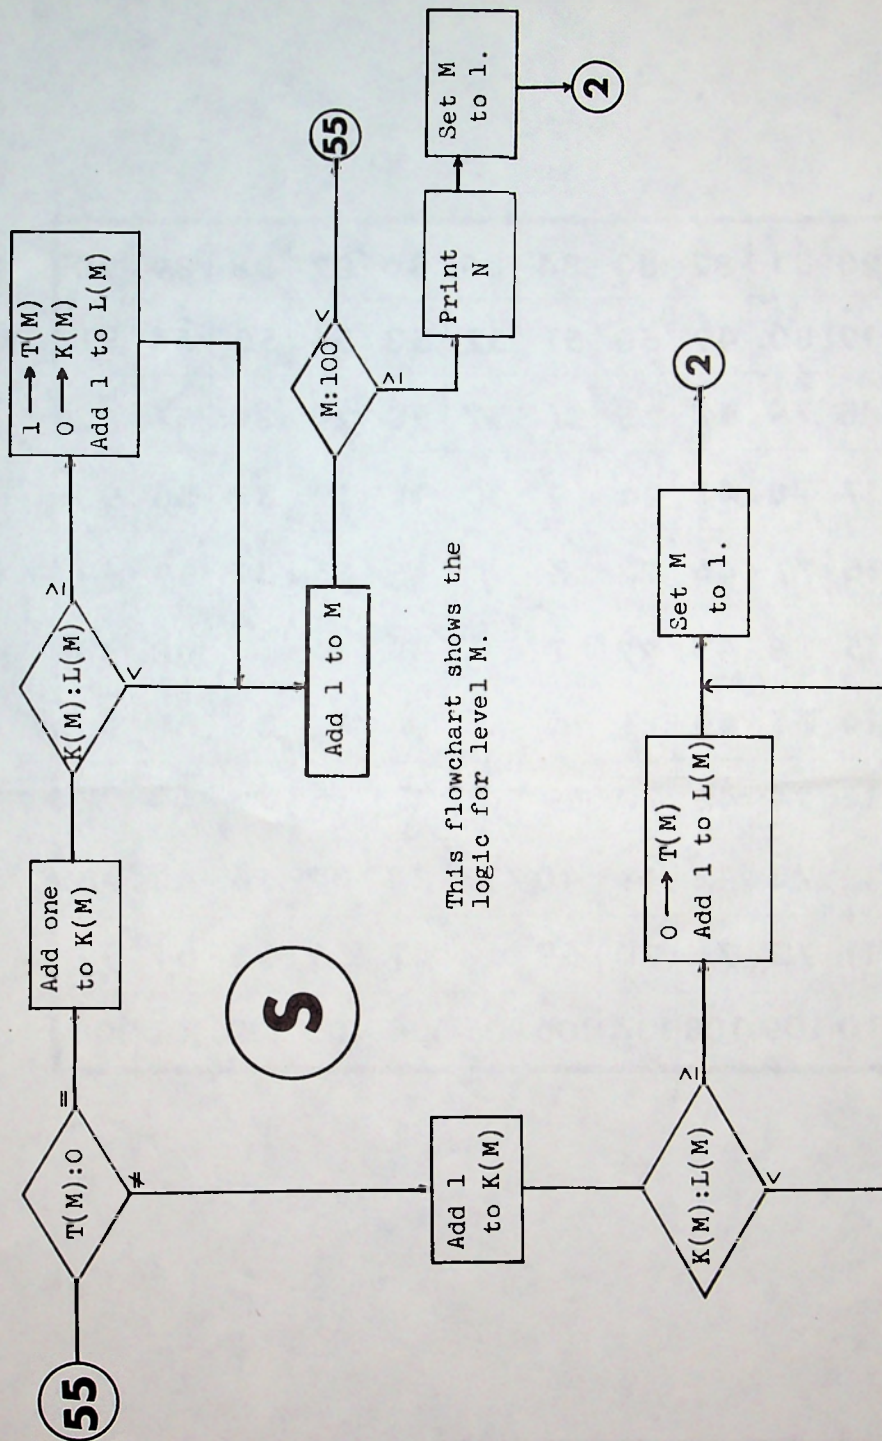 55
T(M):0
=
≠
Add one
to K(M)
K(M):L(M)
≥
<
1 → T(M)
0 → K(M)
Add 1 to L(M)
Add 1 to M
M:100
<
≥
55
Print
N
Set M
to 1.
2
S
This flowchart shows the
logic for level M.
Add 1
to K(M)
K(M):L(M)
≥
<
0 → T(M)
Add 1 to L(M)
Set M
to 1.
2